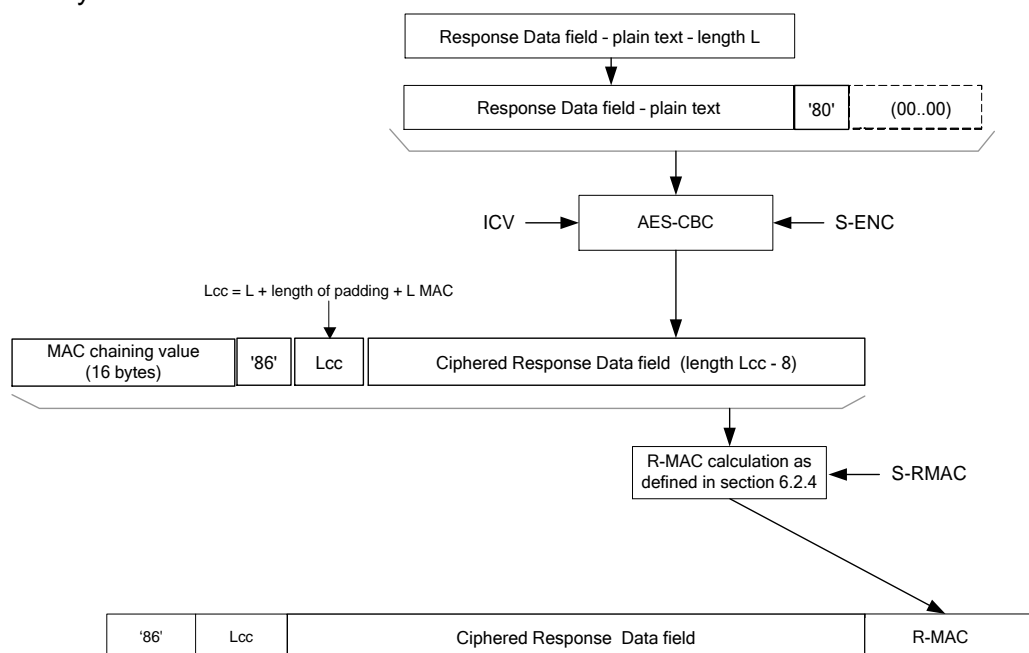 Response Data field - plain text - length L
Response Data field - plain text
'80'
(00..00)
ICV
AES-CBC
S-ENC
Lcc = L + length of padding + L MAC
MAC chaining value
(16 bytes)
'86'
Lcc
Ciphered Response Data field (length Lcc - 8)
R-MAC calculation as
defined in section 6.2.4
S-RMAC
'86'
Lcc
Ciphered Response Data field
R-MAC